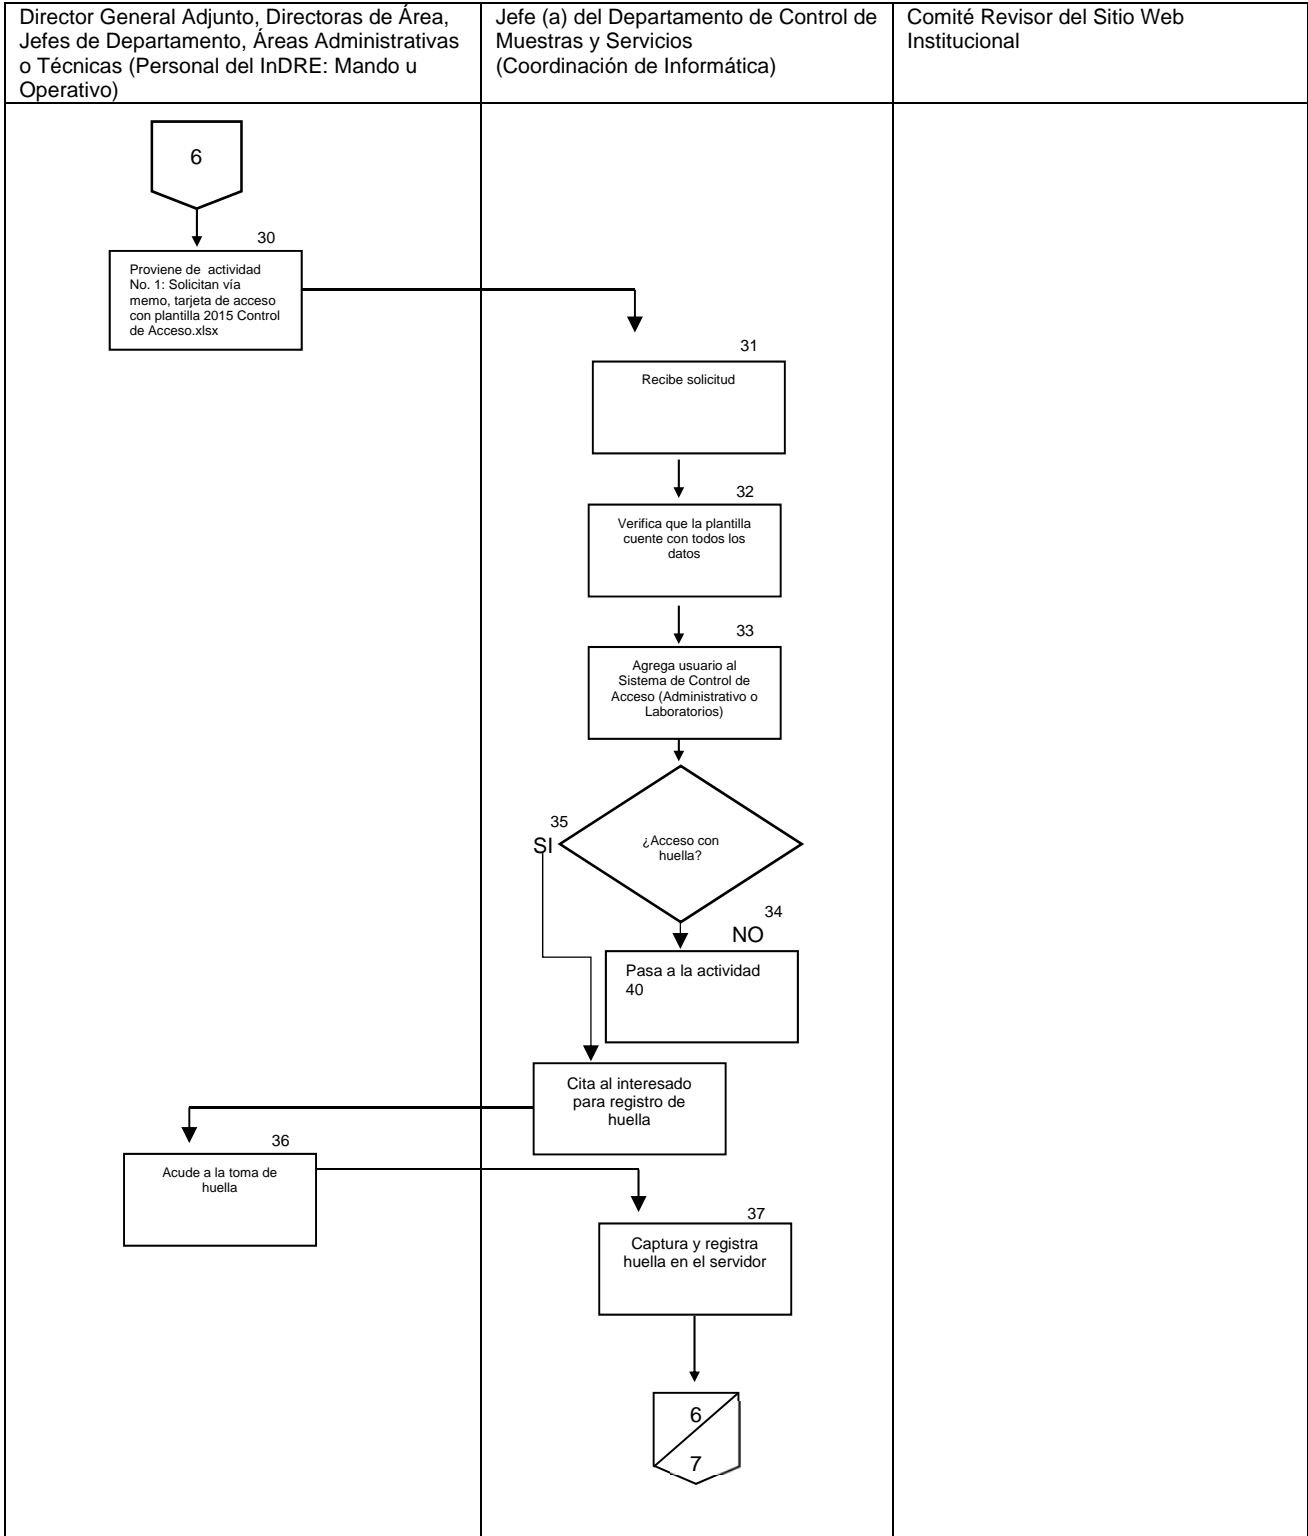 Director General Adjunto, Directoras de Área,
Jefes de Departamento, Áreas Administrativas
o Técnicas (Personal del InDRE: Mando u
Operativo)
Jefe (a) del Departamento de Control de
Muestras y Servicios
(Coordinación de Informática)
Comité Revisor del Sitio Web
Institucional
6
30
Proviene de actividad
No. 1: Solicitan vía
memo, tarjeta de acceso
con plantilla 2015 Control
de Acceso.xlsx
31
Recibe solicitud
32
Verifica que la plantilla
cuente con todos los
datos
33
Agrega usuario al
Sistema de Control de
Acceso (Administrativo o
Laboratorios)
35
SI
¿Acceso con
huella?
34
NO
Pasa a la actividad
40
Cita al interesado
para registro de
huella
36
Acude a la toma de
huella
37
Captura y registra
huella en el servidor
6
7